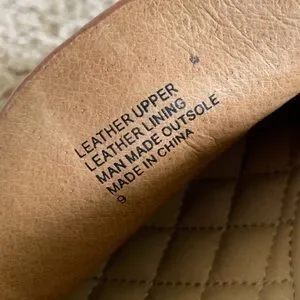 LEATHER UPPER
LEATHER LINING
MAN MADE OUTSOLE
MADE IN CHINA
9